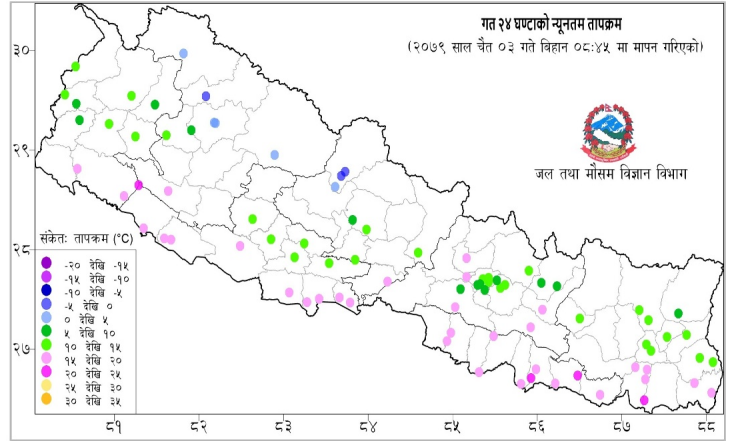 गत २४ घण्टाको न्यूनतम तापक्रम
(२०७९ साल चैत ०३ गते बिहान ०८:४५ मा मापन गरिएको)
जल तथा मौसम विज्ञान विभाग
संकेतः तापक्रम (°C)
-२० देखि -१५
-१५ देखि -१०
-१० देखि -५
-५ देखि ०
० देखि ५
५ देखि १०
१० देखि १५
१५ देखि २०
२० देखि २५
२५ देखि ३०
३० देखि ३५
३०
२९
२८
२७
८१
८२
८३
८४
८५
८६
८७
८८